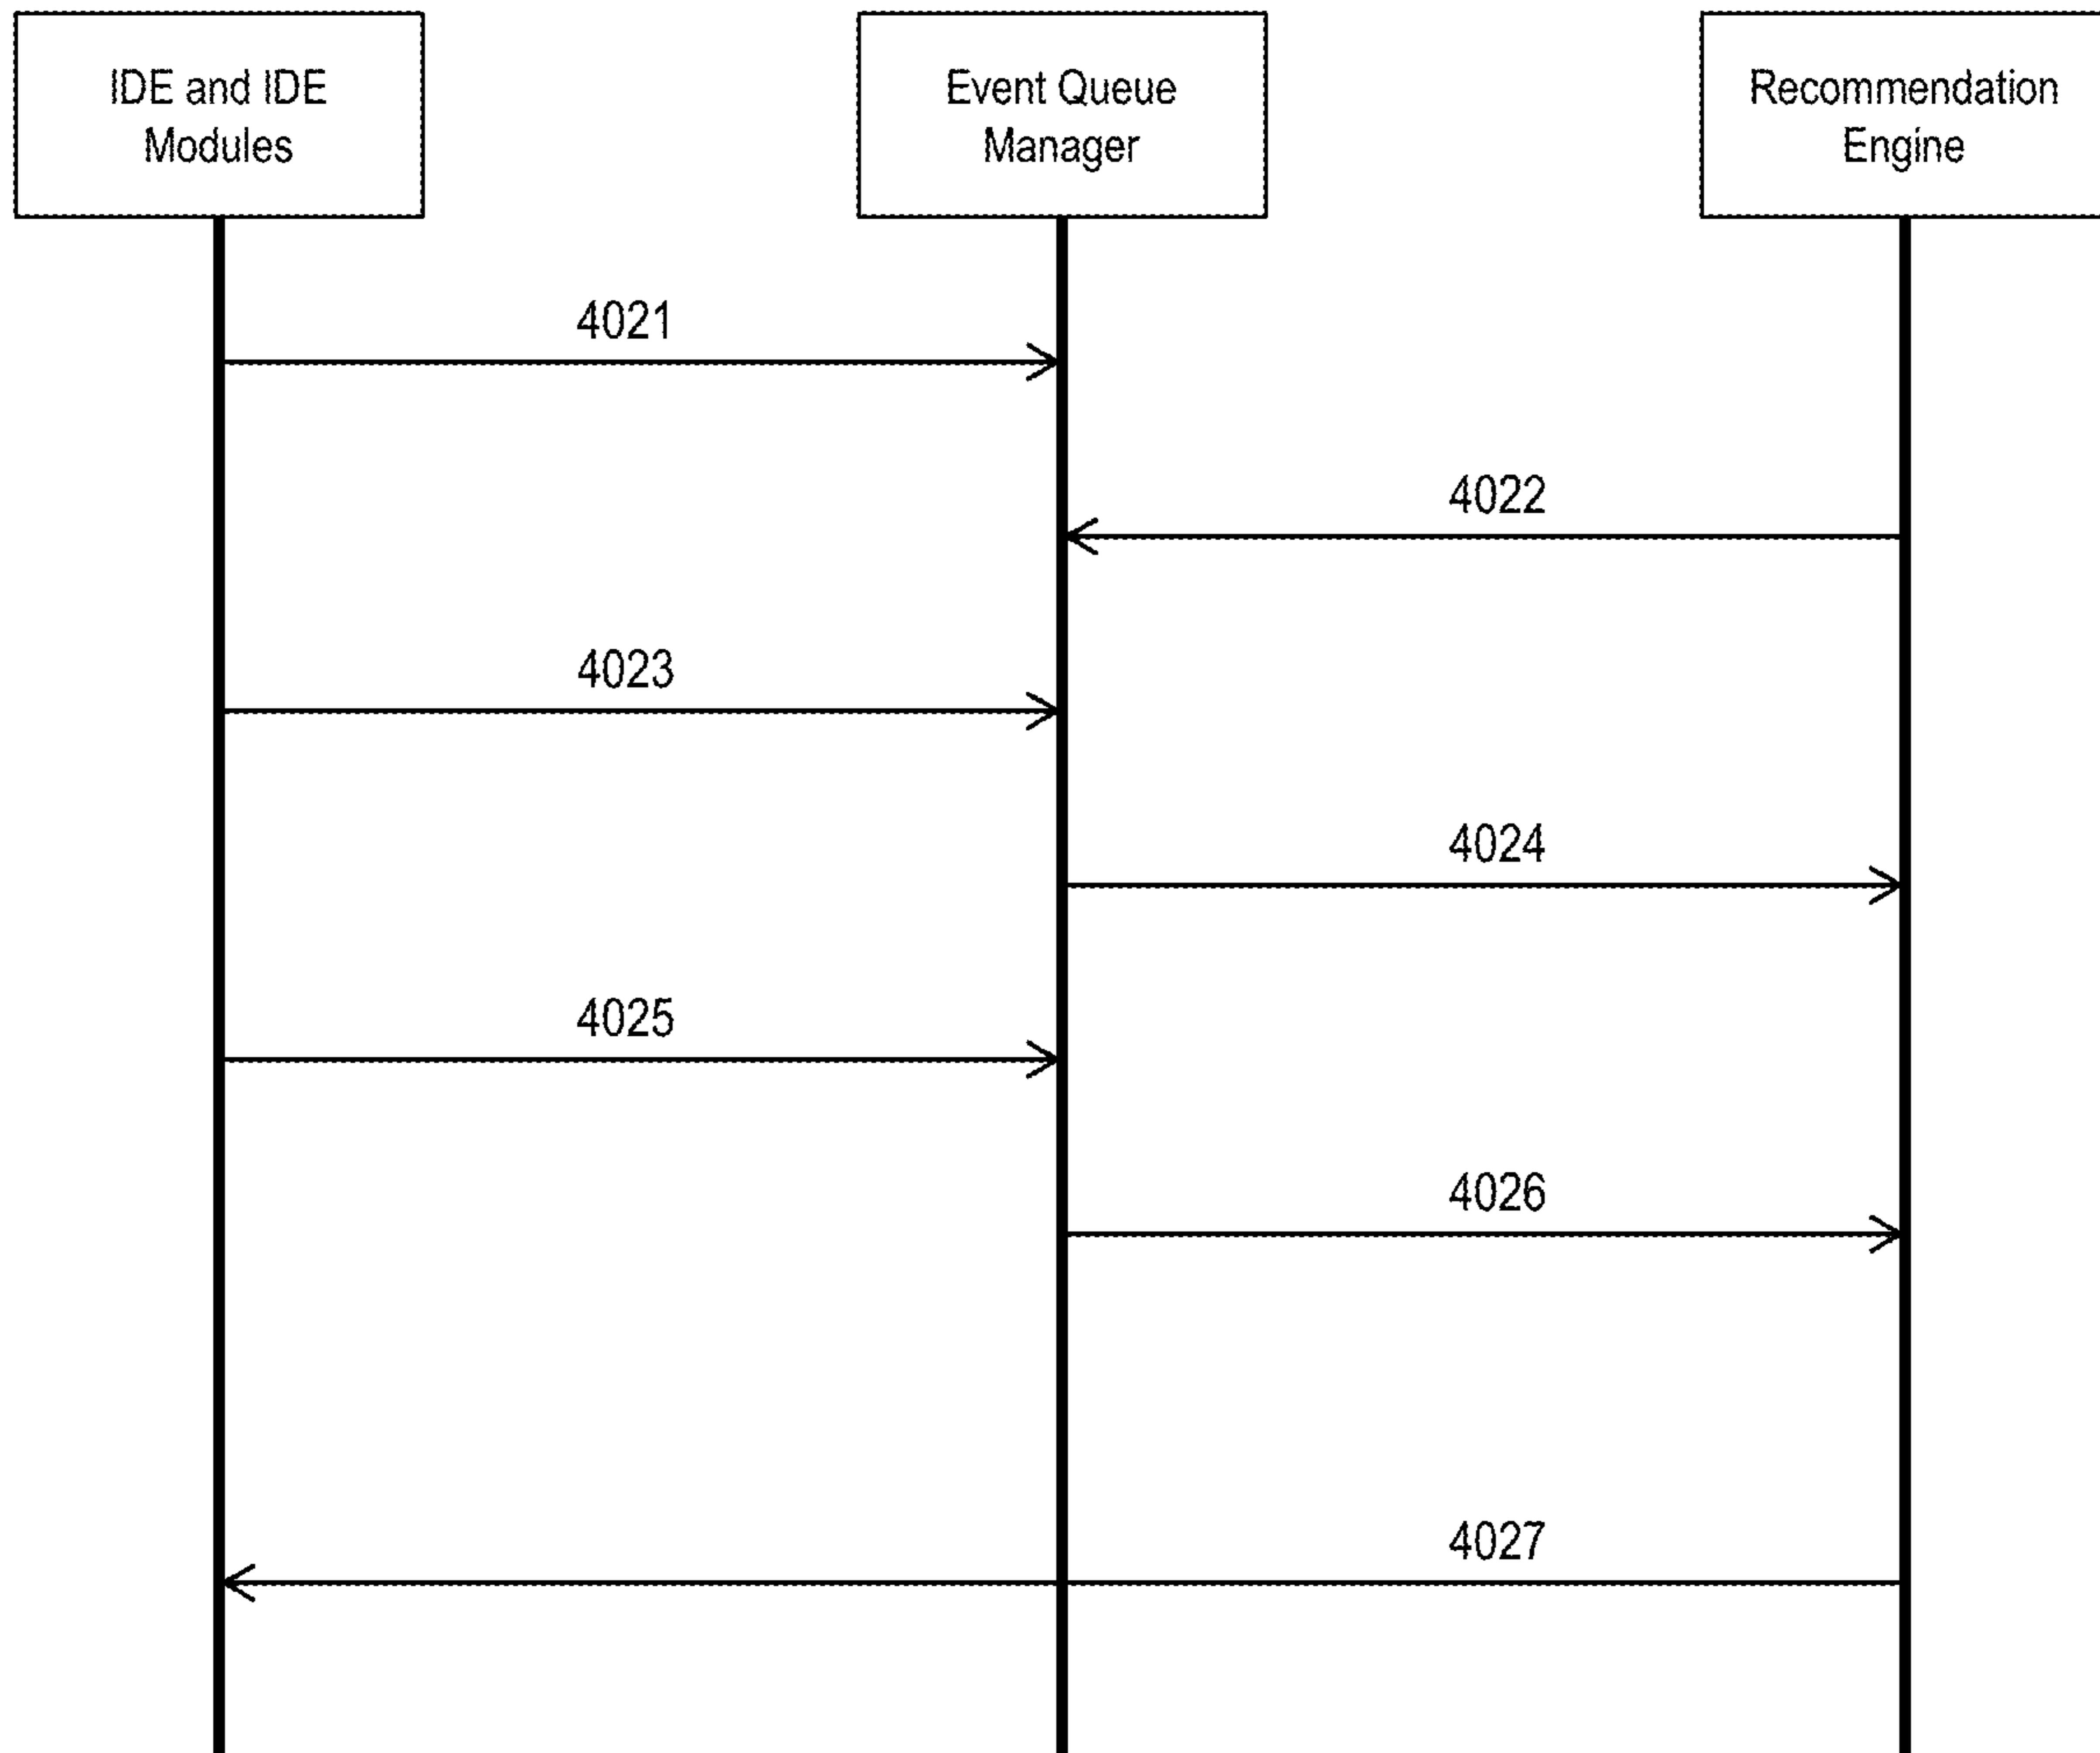 IDE and IDE
Modules
Event Queue
Manager
Recommendation
Engine
4021
4022
4023
4024
4025
4026
4027